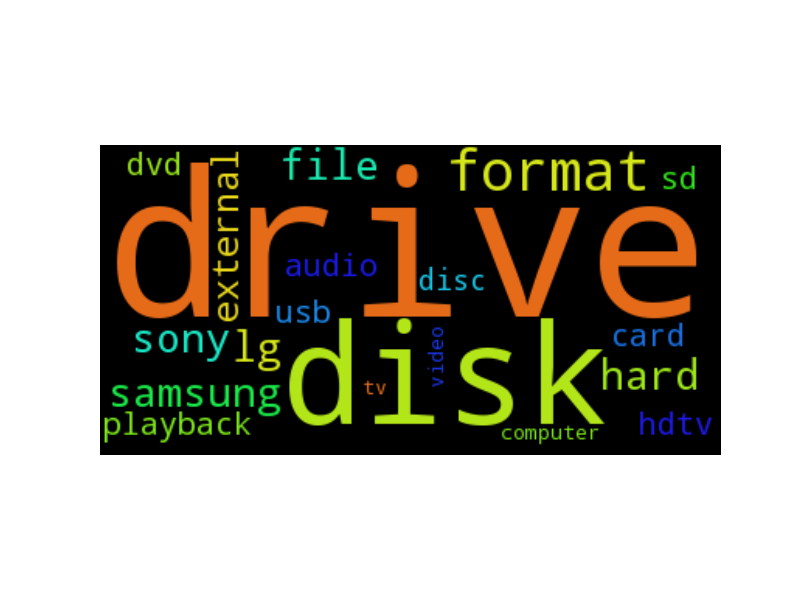 dvd
external
file
format
sd
drive
audio
disc
usb
sony
lg
video
card
disk
tv
hard
samsung
playback
computer
hdtv